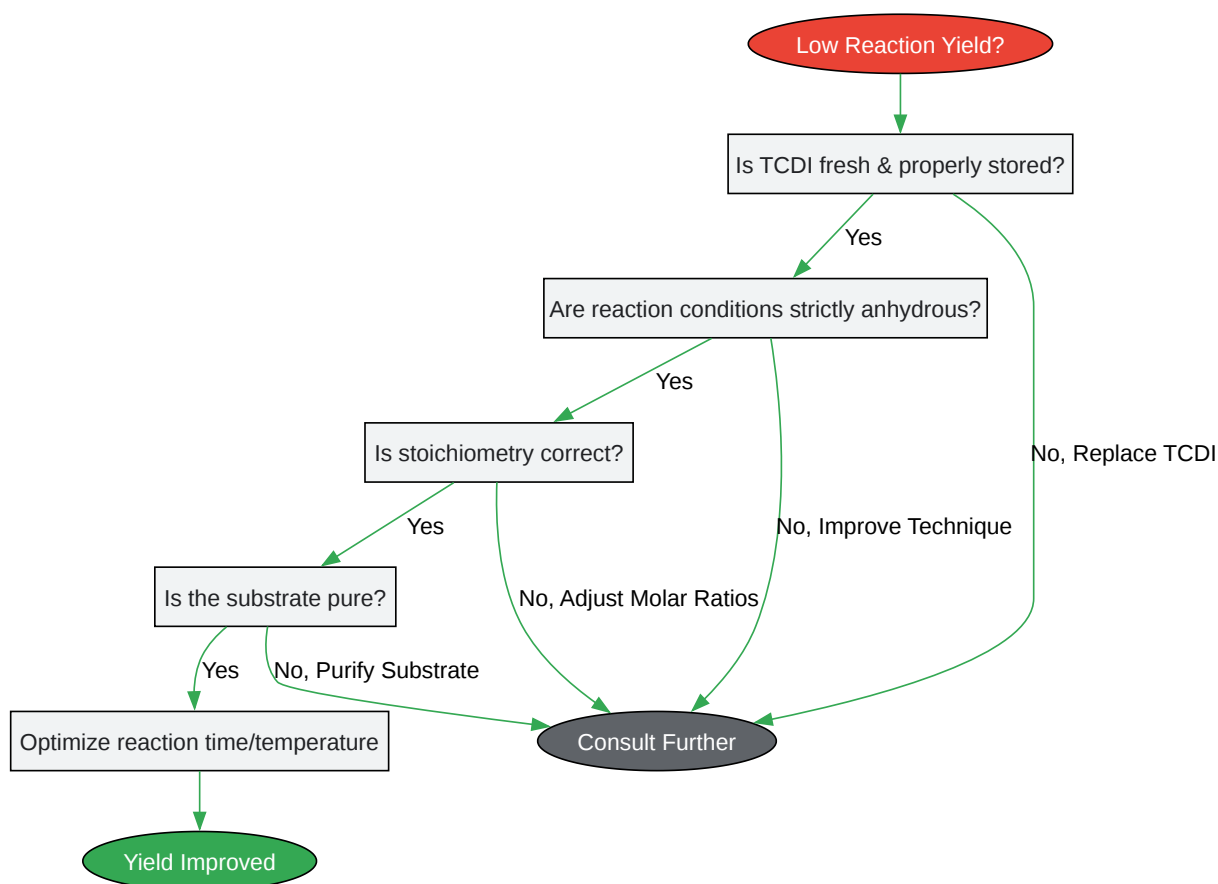 Low Reaction Yield?
Is TCDI fresh & properly stored?
Yes
Are reaction conditions strictly anhydrous?
Yes
Is stoichiometry correct?
No, Replace TCDI
Yes
No, Improve Technique
Is the substrate pure?
No, Adjust Molar Ratios
Yes
No, Purify Substrate
Optimize reaction time/temperature
Consult Further
Yield Improved